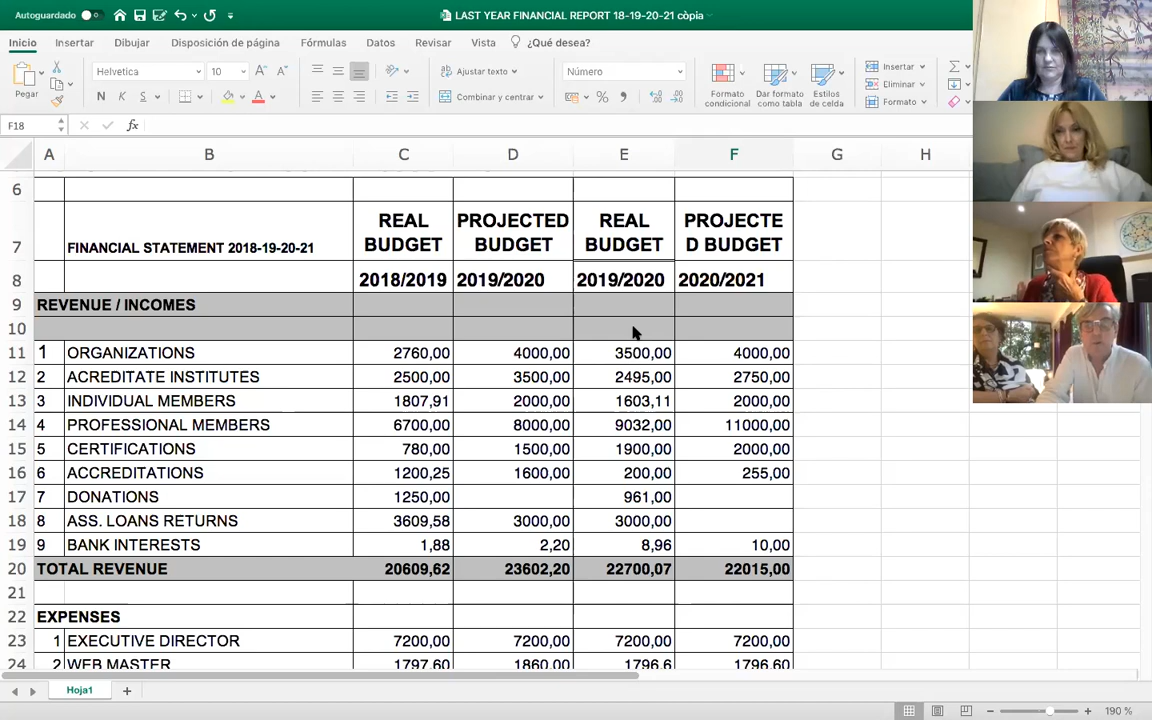 Autoguardado
LAST YEAR FINANCIAL REPORT 18-19-20-21 còpia
Inicio Insertar Dibujar Disposición de página Fórmulas Datos Revisar Vista ¿Qué desea?
Pegar
Helvetica 10 A A
Ajustar texto
Número
Insertar
Eliminar
N K S A
Combinar y centrar
%
Formato condicional
Dar formato como tabla
Estilos de celda
Formato
F18 fx
A B C D E F G H
6
7 FINANCIAL STATEMENT 2018-19-20-21 REAL BUDGET PROJECTED BUDGET REAL BUDGET PROJECTE D BUDGET
8 2018/2019 2019/2020 2019/2020 2020/2021
9 REVENUE / INCOMES
10
11 1 ORGANIZATIONS 2760,00 4000,00 3500,00 4000,00
12 2 ACREDITATE INSTITUTES 2500,00 3500,00 2495,00 2750,00
13 3 INDIVIDUAL MEMBERS 1807,91 2000,00 1603,11 2000,00
14 4 PROFESSIONAL MEMBERS 6700,00 8000,00 9032,00 11000,00
15 5 CERTIFICATIONS 780,00 1500,00 1900,00 2000,00
16 6 ACCREDITATIONS 1200,25 1600,00 200,00 255,00
17 7 DONATIONS 1250,00 961,00
18 8 ASS. LOANS RETURNS 3609,58 3000,00 3000,00
19 9 BANK INTERESTS 1,88 2,20 8,96 10,00
20 TOTAL REVENUE 20609,62 23602,20 22700,07 22015,00
21
22 EXPENSES
23 1 EXECUTIVE DIRECTOR 7200,00 7200,00 7200,00 7200,00
24 2 WEB MASTER 1797,60 1860,00 1796,6 1796,60
Hoja1
190 %